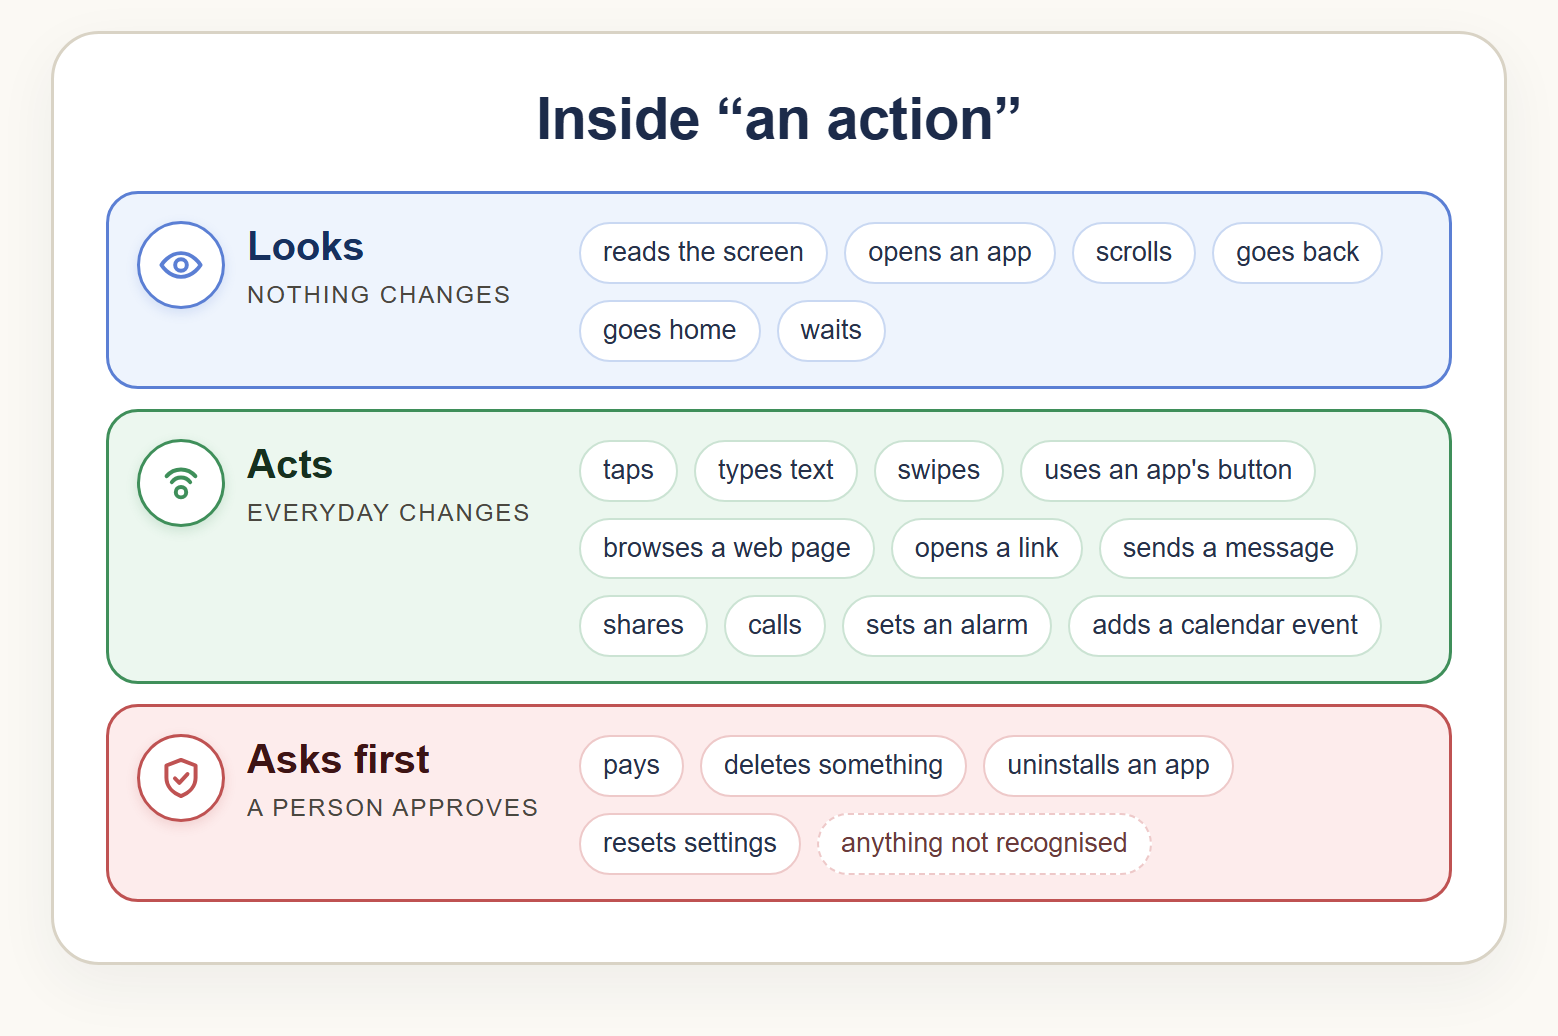 Inside “an action”
Looks
NOTHING CHANGES
reads the screen
opens an app
scrolls
goes back
goes home
waits
Acts
EVERYDAY CHANGES
taps
types text
swipes
uses an app's button
browses a web page
opens a link
sends a message
shares
calls
sets an alarm
adds a calendar event
Asks first
A PERSON APPROVES
pays
deletes something
uninstalls an app
resets settings
anything not recognised